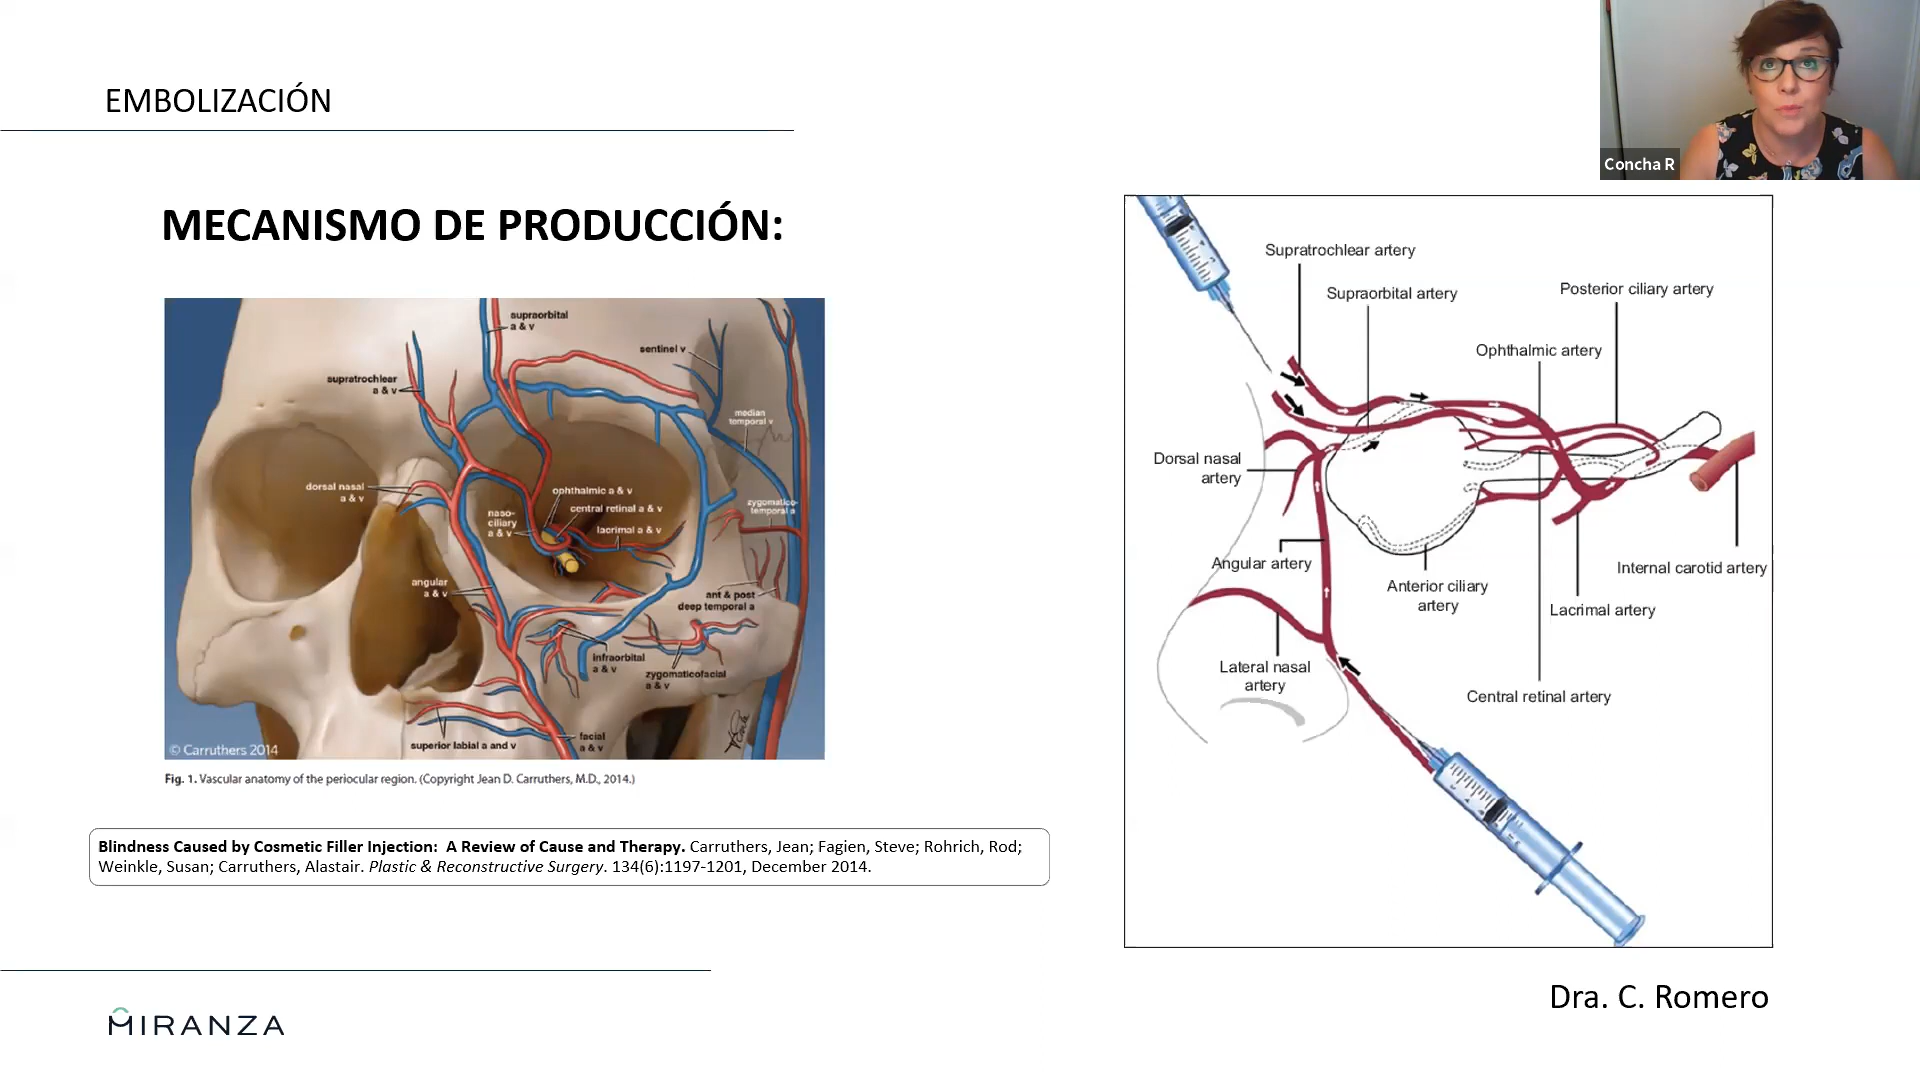 EMBOLIZACIÓN
Concha R
MECANISMO DE PRODUCCIÓN:
supraorbital
a & v
sentinel v
supratrochlear
a & v
median
temporal v
dorsal nasal
a & v
ophthalmic a & v
central retinal a & v
naso-
ciliary
a & v
lacrimal a & v
zygomatico-
temporal a
angular
a & v
ant & post
deep temporal a
infraorbital
a & v
zygomaticofacial
a & v
superior labial a and v
facial
a & v
© Carruthers 2014
Fig. 1. Vascular anatomy of the periocular region. (Copyright Jean D. Carruthers, M.D., 2014.)
Supratrochlear artery
Supraorbital artery
Posterior ciliary artery
Ophthalmic artery
Dorsal nasal
artery
Angular artery
Anterior ciliary
artery
Internal carotid artery
Lacrimal artery
Lateral nasal
artery
Central retinal artery
Blindness Caused by Cosmetic Filler Injection: A Review of Cause and Therapy. Carruthers, Jean; Fagien, Steve; Rohrich, Rod;
Weinkle, Susan; Carruthers, Alastair. Plastic & Reconstructive Surgery. 134(6):1197-1201, December 2014.
Dra. C. Romero
MIRANZA